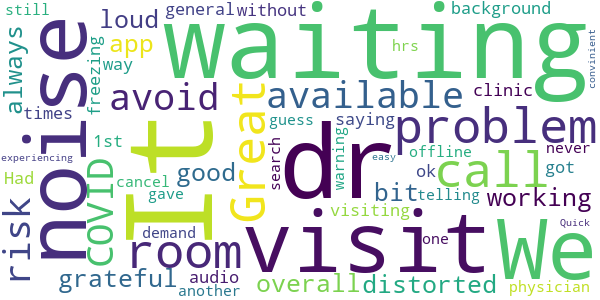 still
general
without
background
always
loud
noise
waiting
freezing
app
way
hrs
convinient
avoid
available
clinic
times
It
Great
dr
problem
1st
guess
saying
never
risk
Had
covid
good
search
warning
offline
call
ok
got
experiencing
cancel
easy
gave
bit
telling
working
visiting
room
demand
visit
one
Quick
We
grateful
audio
overall
distorted
another
physician